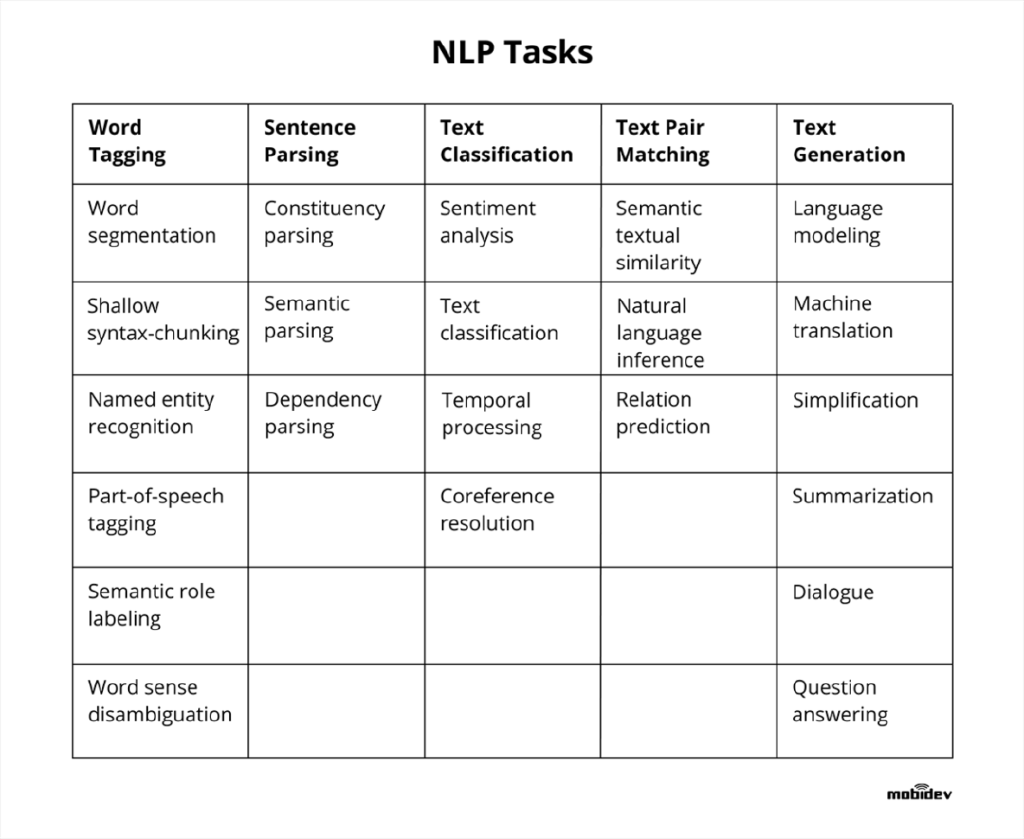 NLP Tasks
Word
Tagging
Sentence
Parsing
Text
Classification
Text Pair
Matching
Text
Generation
Word
segmentation
Constituency
parsing
Sentiment
analysis
Semantic
textual
similarity
Language
modeling
Shallow
syntax-chunking
Semantic
parsing
Text
classification
Natural
language
inference
Machine
translation
Named entity
recognition
Dependency
parsing
Temporal
processing
Relation
prediction
Simplification
Part-of-speech
tagging
Coreference
resolution
Summarization
Semantic role
labeling
Dialogue
Word sense
disambiguation
Question
answering
mobidev